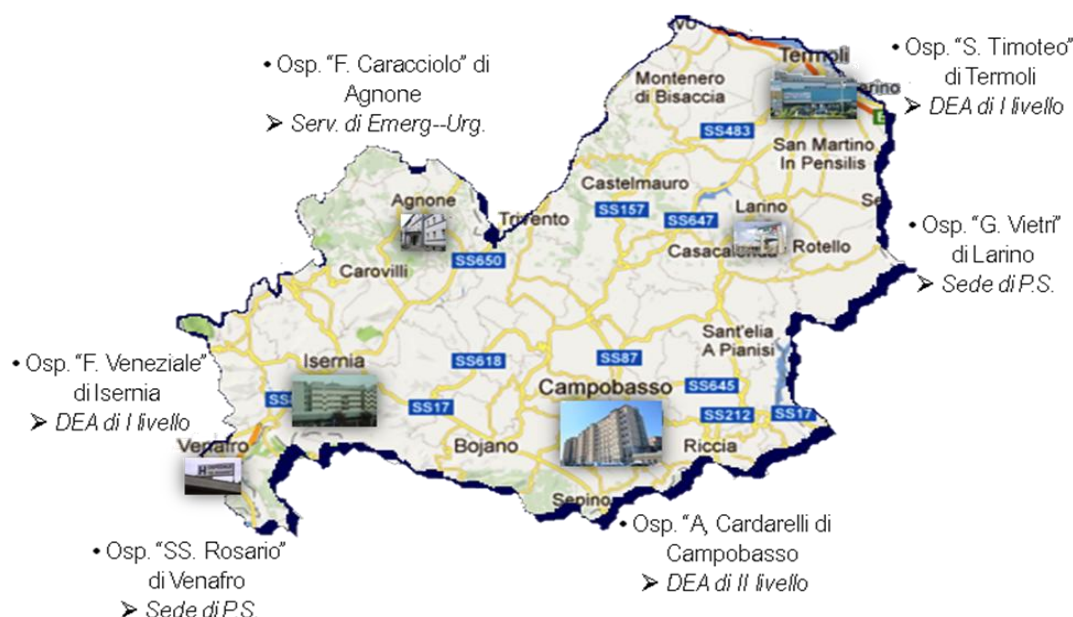 • Osp. “F. Caracciolo” di
Agnone
➢ Serv. di Emerg--Urg.
• Osp. “S. Timoteo”
di Termoli
➢ DEA di I livello
• Osp. “G. Vietri”
di Larino
➢ Sede di P.S.
• Osp. “F. Veneziale”
di Isernia
➢ DEA di I livello
• Osp. “SS. Rosario”
di Venafro
➢ Sede di P.S.
• Osp. “A, Cardarelli di
Campobasso
➢ DEA di II livello
Termoli
Montenero
di Bisaccia
SS483
San Martino
In Pensilis
Castelmauro
Agnone
SS157
SS647
Larino
Trivento
Casacalenda
Rotello
SS650
Carovilli
Sant'elia
A Pianisi
Isernia
SS618
SS87
Campobasso
SS645
SS17
SS212
SS17
Venafro
Bojano
Riccia
Sepino